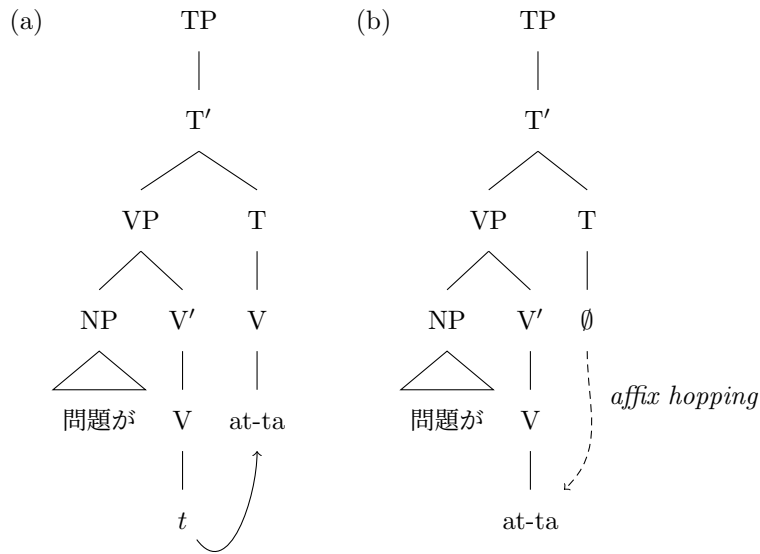 (a) TP (b) TP
T′ T′
VP T VP T
NP V′ V NP V′ ∅
affix hopping
問題が V at-ta 問題が V
t at-ta